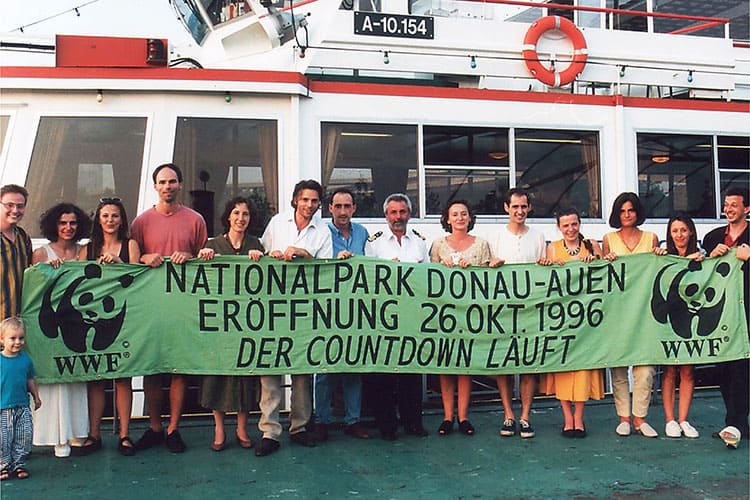 A-10.154
NATIONALPARK DONAU-AUEN
ERÖFFNUNG 26.OKT.1996
DER COUNTDOWN LÄUFT
WWF®
WWF®